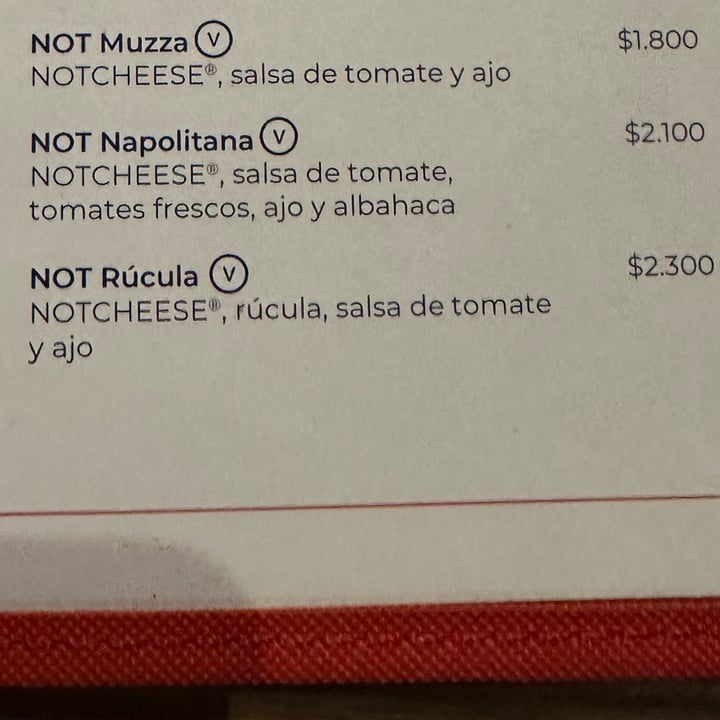 NOT Muzza V $1.800
NOTCHEESE®, salsa de tomate y ajo
NOT Napolitana V $2.100
NOTCHEESE®, salsa de tomate,
tomates frescos, ajo y albahaca
NOT Rúcula V $2.300
NOTCHEESE®, rúcula, salsa de tomate
y ajo